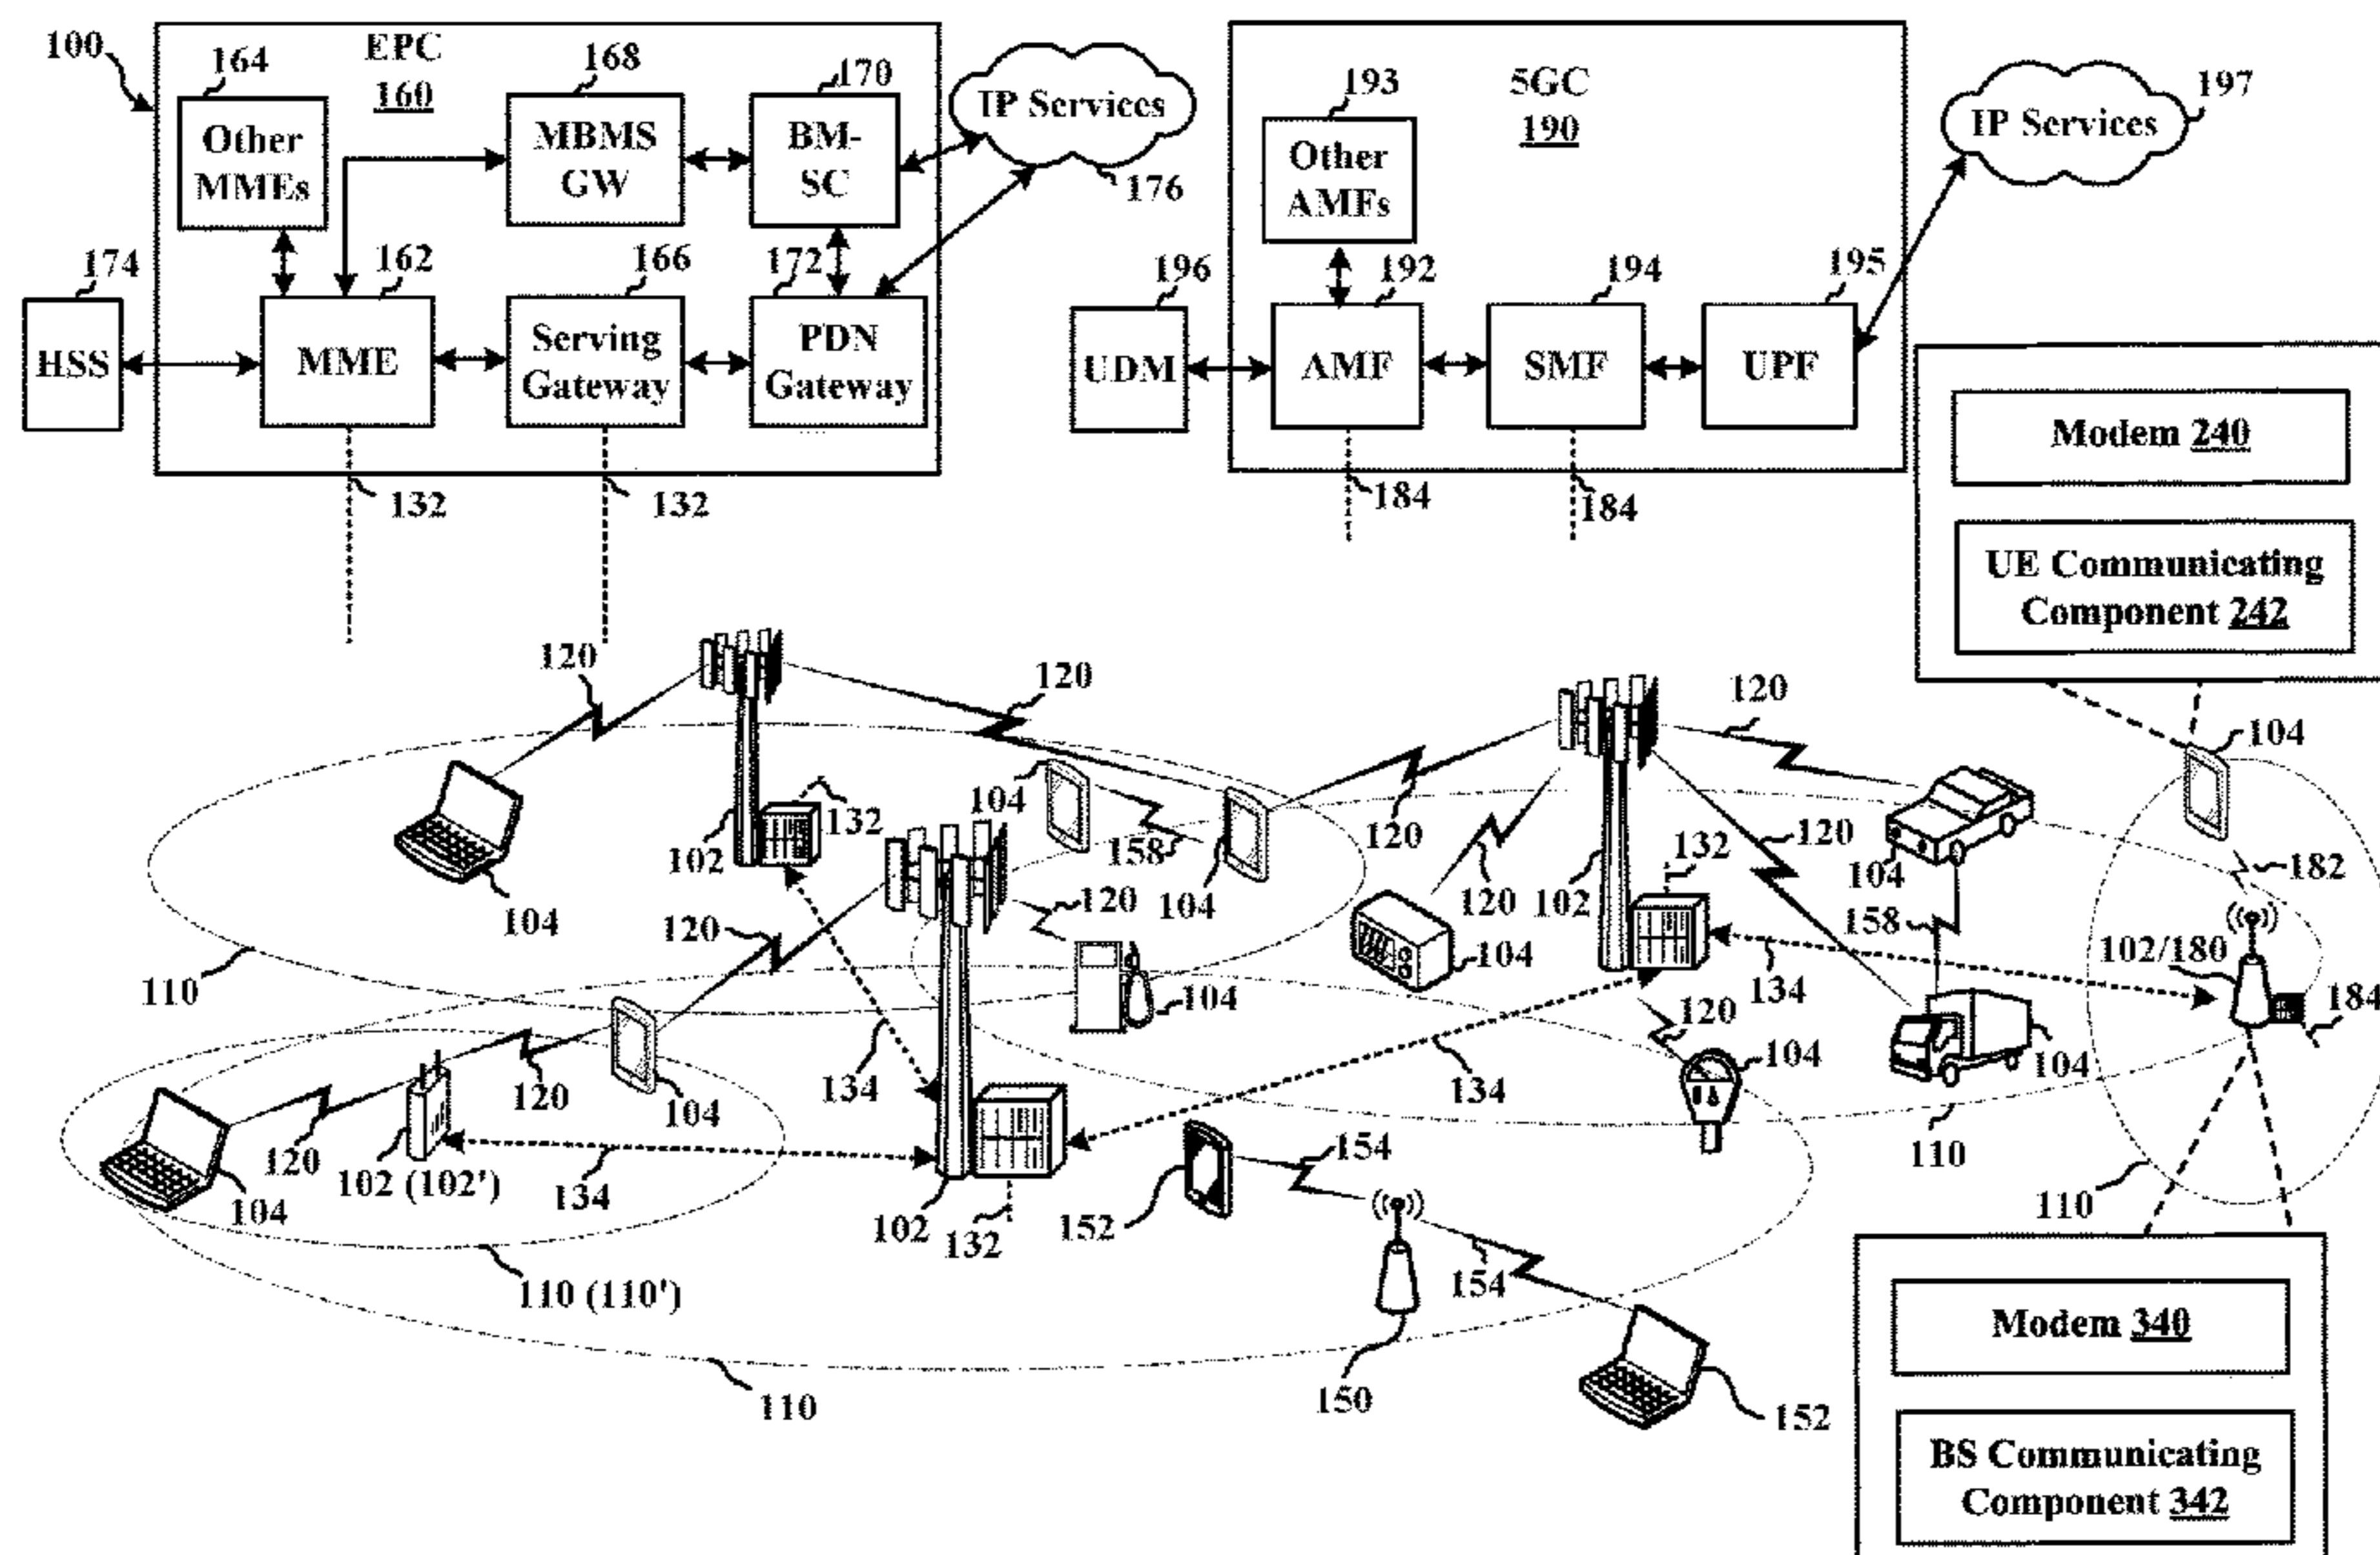 100
EPC
160
164
Other
MMEs
168
MBMS
GW
170
BM-
SC
IP Services
176
174
HSS
162
MME
166
Serving
Gateway
172
PDN
Gateway
132
132
5GC
190
193
Other
AMFs
IP Services
197
196
UDM
192
AMF
194
SMF
195
UPF
184
184
Modem 240
UE Communicating
Component 242
120
120
120
120
104
104
132
102
158
104
120
120
132
120
104
182
104
120
104
120
102
158
102/180
110
104
104
134
120
184
120
134
104
104
134
104
120
102 (102')
134
104
102
132
152
154
110
110
110 (110')
154
150
152
110
Modem 340
BS Communicating
Component 342